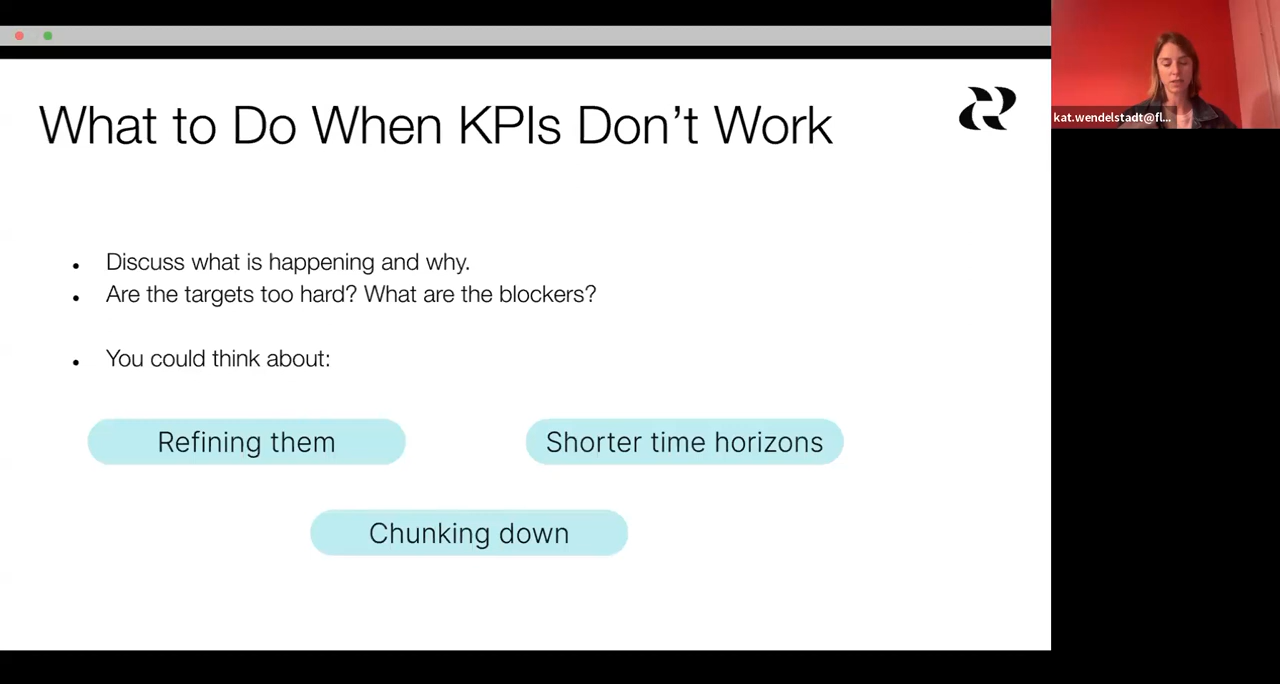 What to Do When KPIs Don’t Work
kat.wendelstadt@fl...
• Discuss what is happening and why.
• Are the targets too hard? What are the blockers?
• You could think about:
Refining them
Shorter time horizons
Chunking down